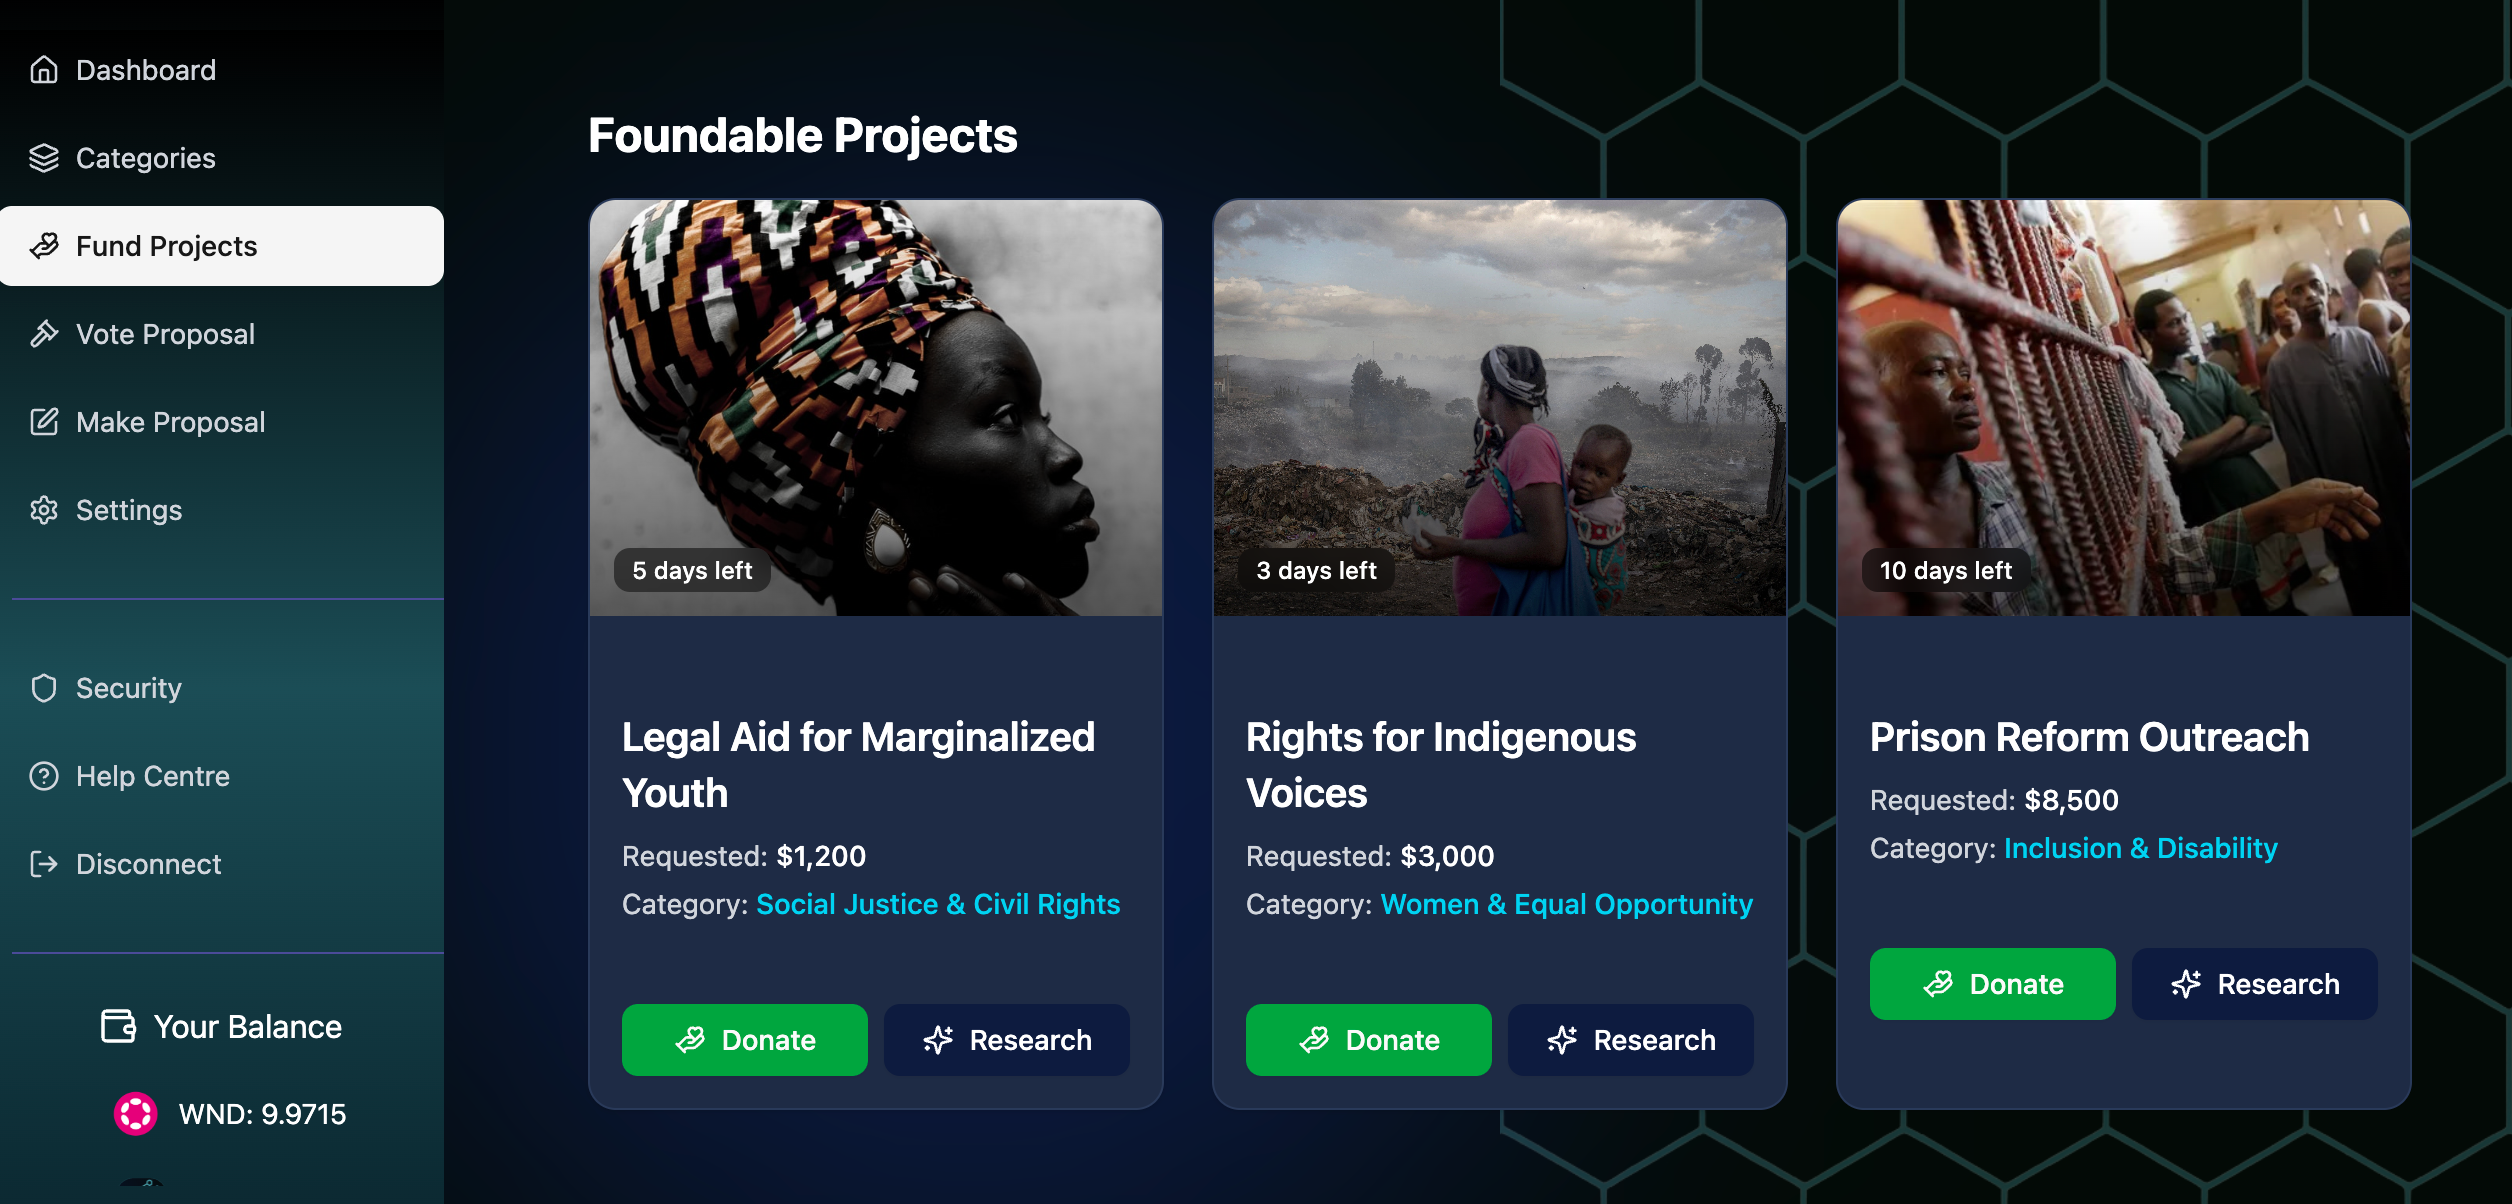 Dashboard
Categories
Fund Projects
Vote Proposal
Make Proposal
Settings
Security
Help Centre
Disconnect
Your Balance
WND: 9.9715
Foundable Projects
5 days left
Legal Aid for Marginalized
Youth
Requested: $1,200
Category: Social Justice & Civil Rights
Donate
Research
3 days left
Rights for Indigenous
Voices
Requested: $3,000
Category: Women & Equal Opportunity
Donate
Research
10 days left
Prison Reform Outreach
Requested: $8,500
Category: Inclusion & Disability
Donate
Research